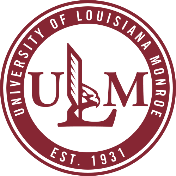 UNIVERSITY OF LOUISIANA MONROE
ULM
EST. 1931